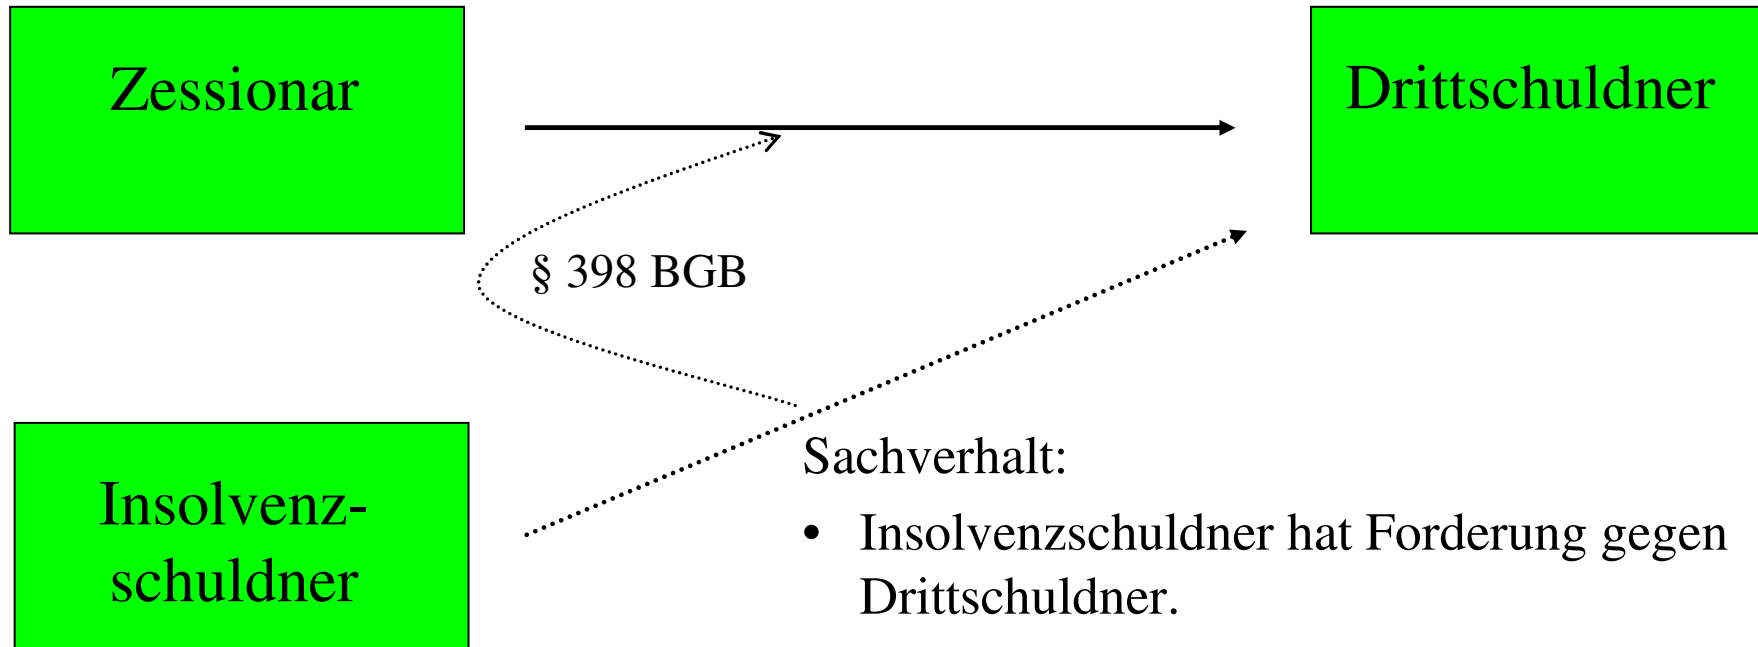 Zessionar
Drittschuldner
§ 398 BGB
Insolvenz-
schuldner
Sachverhalt:
• Insolvenzschuldner hat Forderung gegen
Drittschuldner.